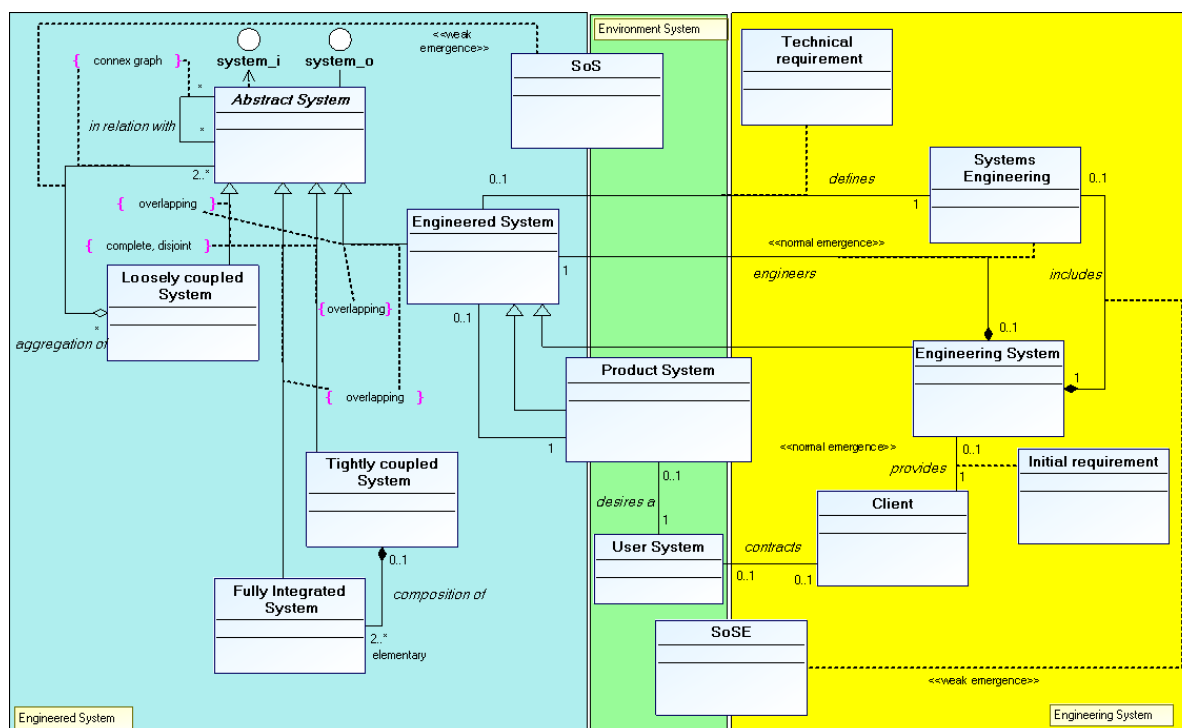 Environment System
<<weak
emergence>>
system_i
system_o
{ connex graph }
SoS
Technical
requirement
*
Abstract System
in relation with
*
2..*
{ overlapping }
{ complete, disjoint }
0..1
defines
1
Systems
Engineering
0..1
Engineered System
<<normal emergence>>
1
engineers
includes
Loosely coupled
System
{overlapping}
*
aggregation of
0..1
0..1
Engineering System
1
Product System
{ overlapping }
1
<<normal emergence>>
0..1
provides
1
Initial requirement
Tightly coupled
System
0..1
desires a
1
Client
User System
contracts
0..1
0..1
0..1
composition of
Fully Integrated
System
2..*
elementary
SoSE
<<weak emergence>>
Engineered System
Engineering System